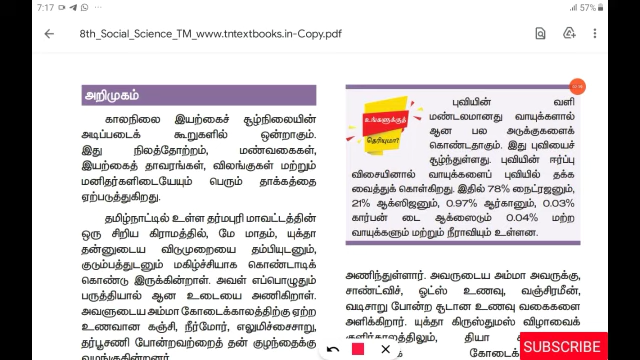 7:17
57%
8th_Social_Science_TM_www.tntextbooks.in-Copy.pdf
அறிமுகம்
காலநிலை இயற்கைச் சூழ்நிலையின்
அடிப்படைக் கூறுகளில் ஒன்றாகும்.
இது நிலத்தோற்றம், மண்வகைகள்,
இயற்கைத் தாவரங்கள், விலங்குகள் மற்றும்
மனிதர்களிடையேயும் பெரும் தாக்கத்தை
ஏற்படுத்துகிறது.
தமிழ்நாட்டில் உள்ள தர்மபுரி மாவட்டத்தின்
ஒரு சிறிய கிராமத்தில், மே மாதம், யுக்தா
தன்னுடைய விடுமுறையை தம்பியுடனும்,
குடும்பத்துடனும் மகிழ்ச்சியாக கொண்டாடிக்
கொண்டு இருக்கின்றாள். அவள் எப்பொழுதும்
பருத்தியால் ஆன உடையை அணிகிறாள்.
அவளுடைய அம்மா கோடைக்காலத்திற்கு ஏற்ற
உணவான கஞ்சி, நீர்மோர், எலுமிச்சைசாறு,
தர்பூசணி போன்றவற்றைத் தன் குழந்தைக்கு
வழங்குகின்றனர்.
உங்களுக்குத்
தெரியுமா?
புவியின் வளி
மண்டலமானது வாயுக்களால்
ஆன பல அடுக்குகளைக்
கொண்டதாகும். இது புவியைச்
சூழ்ந்துள்ளது. புவியின் ஈர்ப்பு
விசையினால் வாயுக்களைப் புவியில் தக்க
வைத்துக் கொள்கிறது. இதில் 78% நைட்ரஜனும்,
21% ஆக்ஸிஜனும், 0.97% ஆர்கானும், 0.03%
கார்பன் டை ஆக்ஸைடும் 0.04% மற்ற
வாயுக்களும் மற்றும் நீராவியும் உள்ளன.
அணிந்துள்ளார். அவருடைய அம்மா அவருக்கு,
சாண்ட்விச், ஓட்ஸ் உணவு, வஞ்சிரமீன்,
வடிசாறு போன்ற சூடான உணவு வகைகளை
அளிக்கிறார். யுக்தா கிருஸ்துமஸ் விழாவைக்
குளிர்காலத்திலும், தியா
கோடைக்
SUBSCRIBE